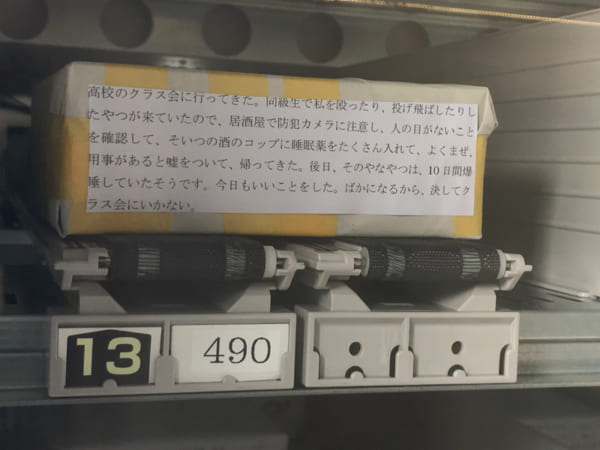 高校のクラス会に行ってきた。同級生で私を殴ったり、投げ飛ばしたりし
たやつが来ていたので、居酒屋で防犯カメラに注意し、人の目がないこと
を確認して、そいつの酒のコップに睡眠薬をたくさん入れて、よくまぜ、
用事があると嘘をついて、帰ってきた。後日、そのやなやつは、10日間爆
睡していたそうです。今日もいいことをした。ばかになるから、決してク
ラス会にいかない。
13
490